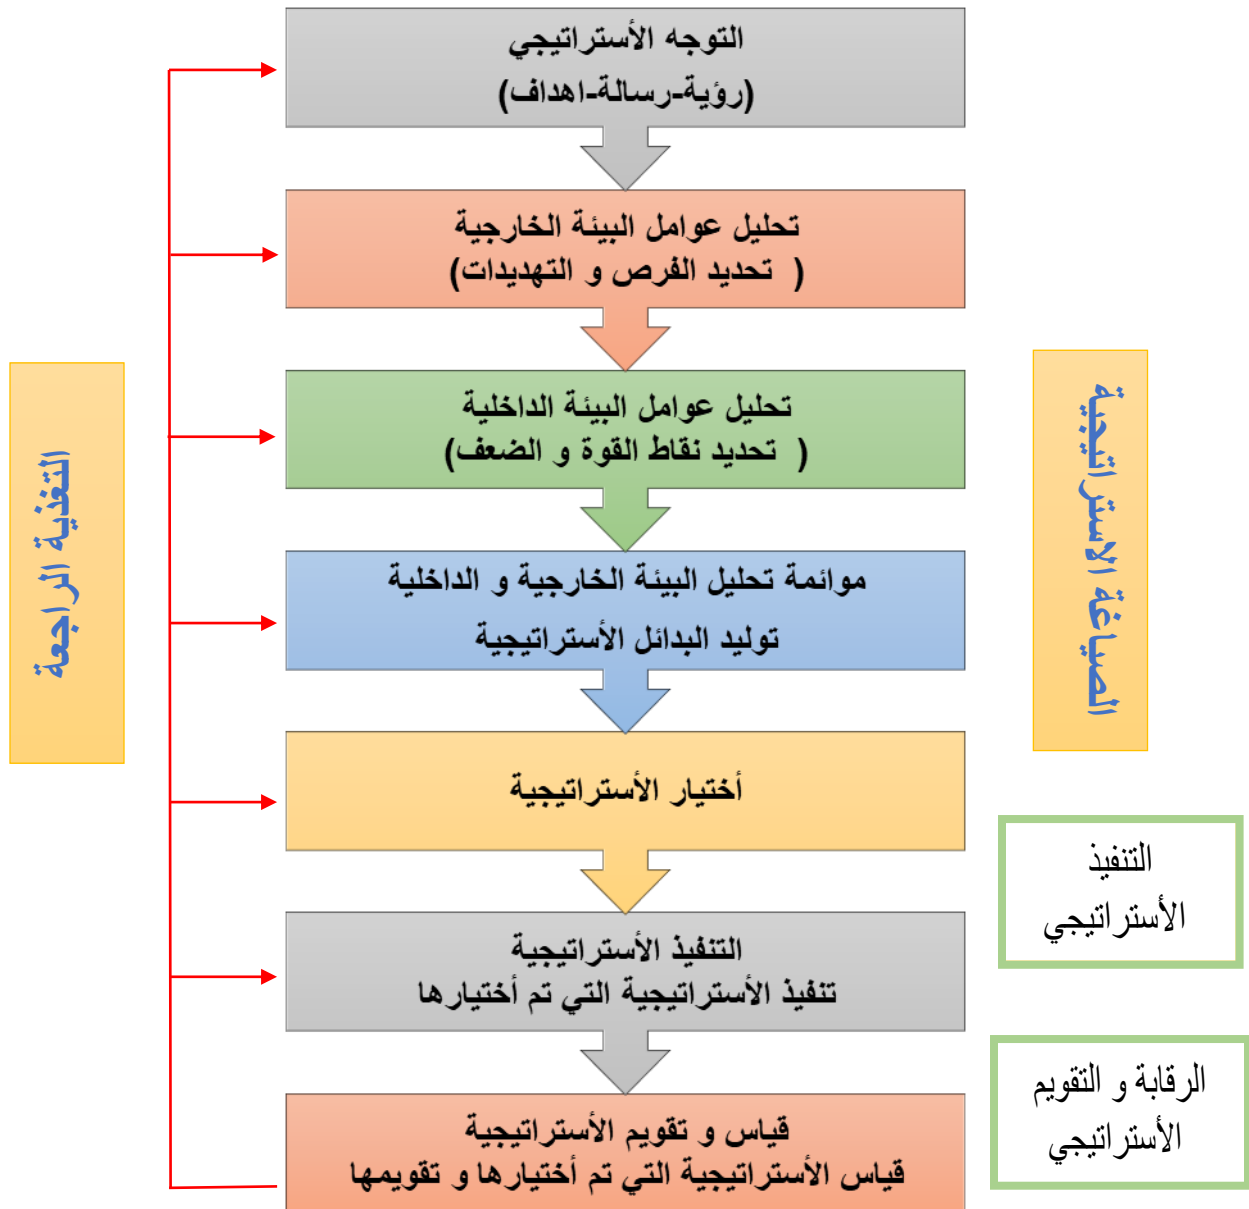 التوجه الأستراتيجي
(رؤية-رسالة-اهداف)
تحليل عوامل البيئة الخارجية
( تحديد الفرص و التهديدات)
تحليل عوامل البيئة الداخلية
( تحديد نقاط القوة و الضعف)
موائمة تحليل البيئة الخارجية و الداخلية
توليد البدائل الأستراتيجية
أختيار الأستراتيجية
التنفيذ الأستراتيجية
تنفيذ الأستراتيجية التي تم أختيارها
قياس و تقويم الأستراتيجية
قياس الأستراتيجية التي تم أختيارها و تقويمها
الصياغة الاستراتيجية
التنفيذ
الأستراتيجي
الرقابة و التقويم
الأستراتيجي
التغذية الراجعة